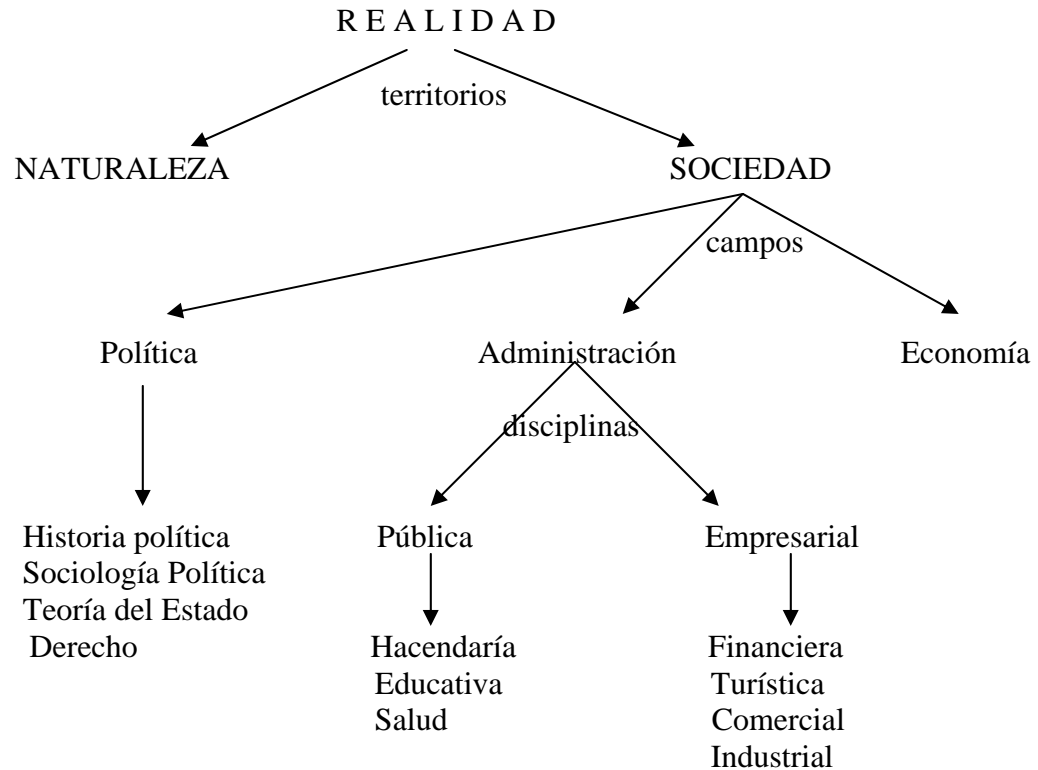 R E A L I D A D
territorios
NATURALEZA SOCIEDAD
campos
Política Administración Economía
disciplinas
Historia política Pública Empresarial
Sociología Política
Teoría del Estado
Derecho Hacendaría Financiera
Educativa Turística
Salud Comercial
Industrial